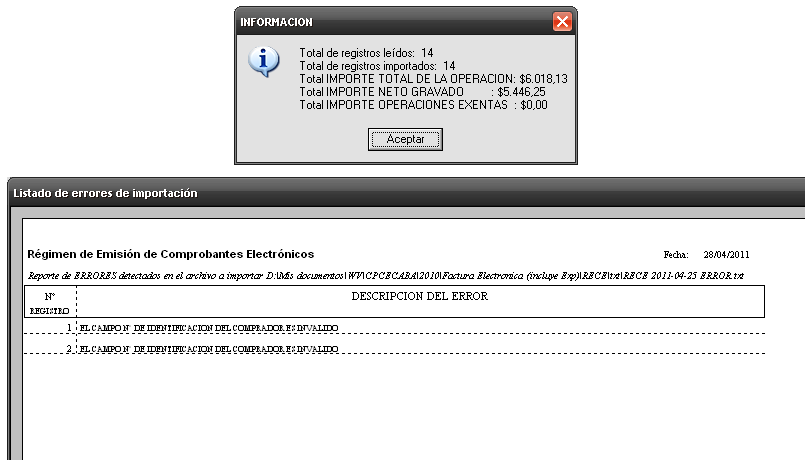 INFORMACION
Total de registros leídos: 14
Total de registros importados: 14
Total IMPORTE TOTAL DE LA OPERACION: $6.018,13
Total IMPORTE NETO GRAVADO : $5.446,25
Total IMPORTE OPERACIONES EXENTAS : $0,00
Aceptar
Listado de errores de importación
Régimen de Emisión de Comprobantes Electrónicos
Fecha: 28/04/2011
Reporte de ERRORES detectados en el archivo a importar D:\Mis documentos\WV\CPCECABA\2010\Factura Electronica (incluye Exp)\RECE\txt\RECE 2011-04-25 ERROR.txt
Nº REGISTRO
DESCRIPCION DEL ERROR
1 EL CAMPO Nº DE IDENTIFICACION DEL COMPRADOR ES INVALIDO
2 EL CAMPO Nº DE IDENTIFICACION DEL COMPRADOR ES INVALIDO